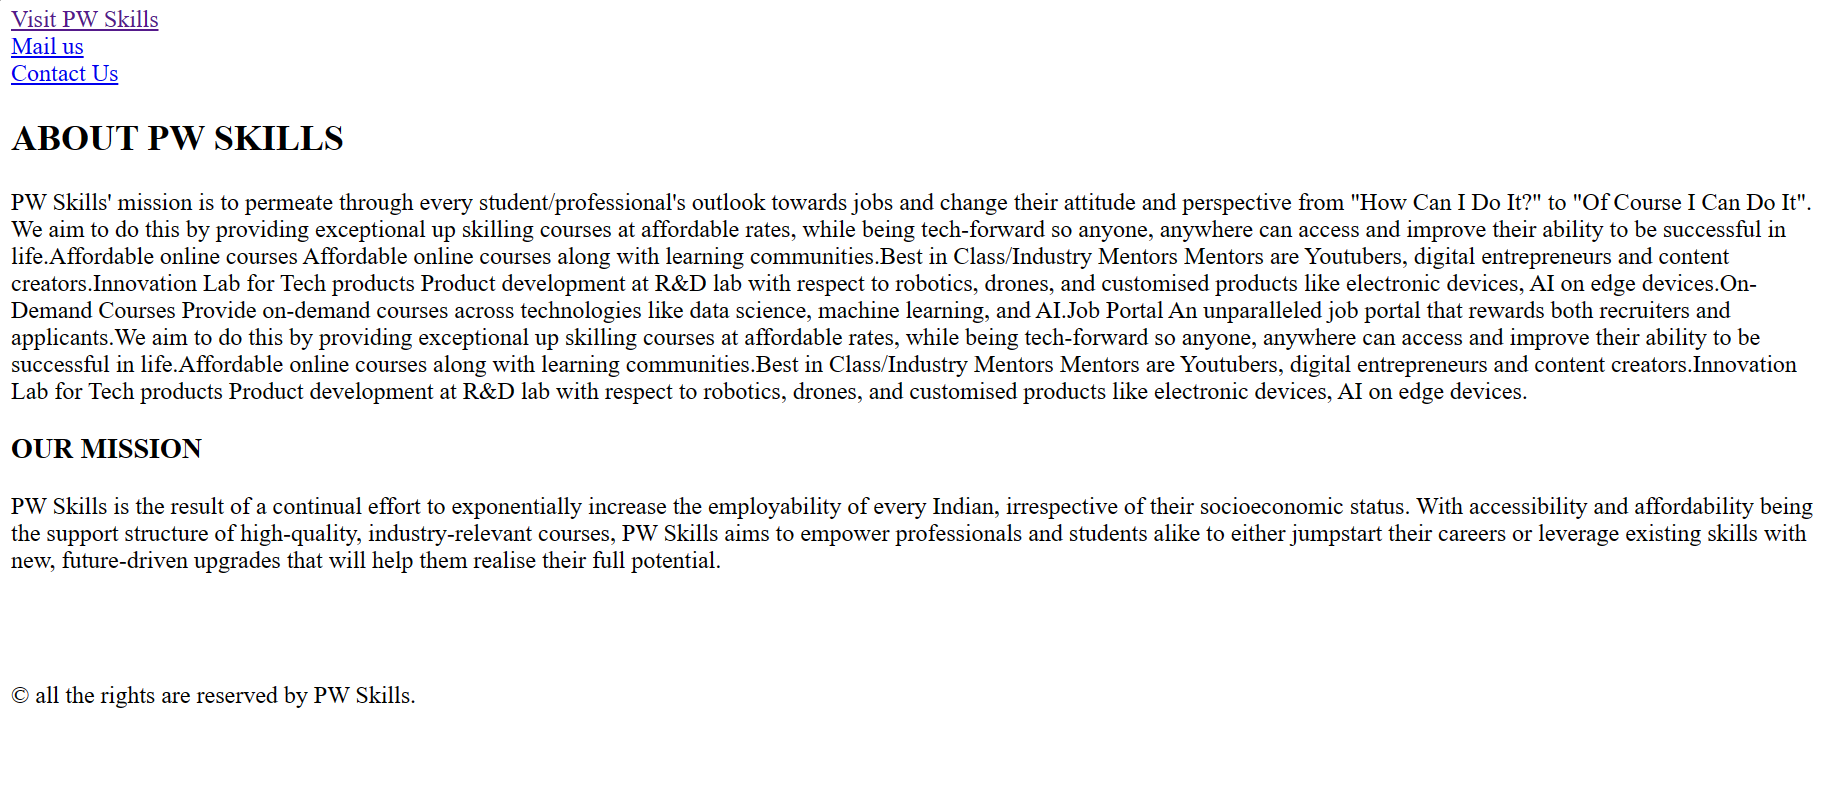 Visit PW Skills
Mail us
Contact Us
ABOUT PW SKILLS
PW Skills' mission is to permeate through every student/professional's outlook towards jobs and change their attitude and perspective from "How Can I Do It?" to "Of Course I Can Do It".
We aim to do this by providing exceptional up skilling courses at affordable rates, while being tech-forward so anyone, anywhere can access and improve their ability to be successful in
life.Affordable online courses Affordable online courses along with learning communities.Best in Class/Industry Mentors Mentors are Youtubers, digital entrepreneurs and content
creators.Innovation Lab for Tech products Product development at R&D lab with respect to robotics, drones, and customised products like electronic devices, AI on edge devices.On-
Demand Courses Provide on-demand courses across technologies like data science, machine learning, and AI.Job Portal An unparalleled job portal that rewards both recruiters and
applicants.We aim to do this by providing exceptional up skilling courses at affordable rates, while being tech-forward so anyone, anywhere can access and improve their ability to be
successful in life.Affordable online courses along with learning communities.Best in Class/Industry Mentors Mentors are Youtubers, digital entrepreneurs and content creators.Innovation
Lab for Tech products Product development at R&D lab with respect to robotics, drones, and customised products like electronic devices, AI on edge devices.
OUR MISSION
PW Skills is the result of a continual effort to exponentially increase the employability of every Indian, irrespective of their socioeconomic status. With accessibility and affordability being
the support structure of high-quality, industry-relevant courses, PW Skills aims to empower professionals and students alike to either jumpstart their careers or leverage existing skills with
new, future-driven upgrades that will help them realise their full potential.
© all the rights are reserved by PW Skills.